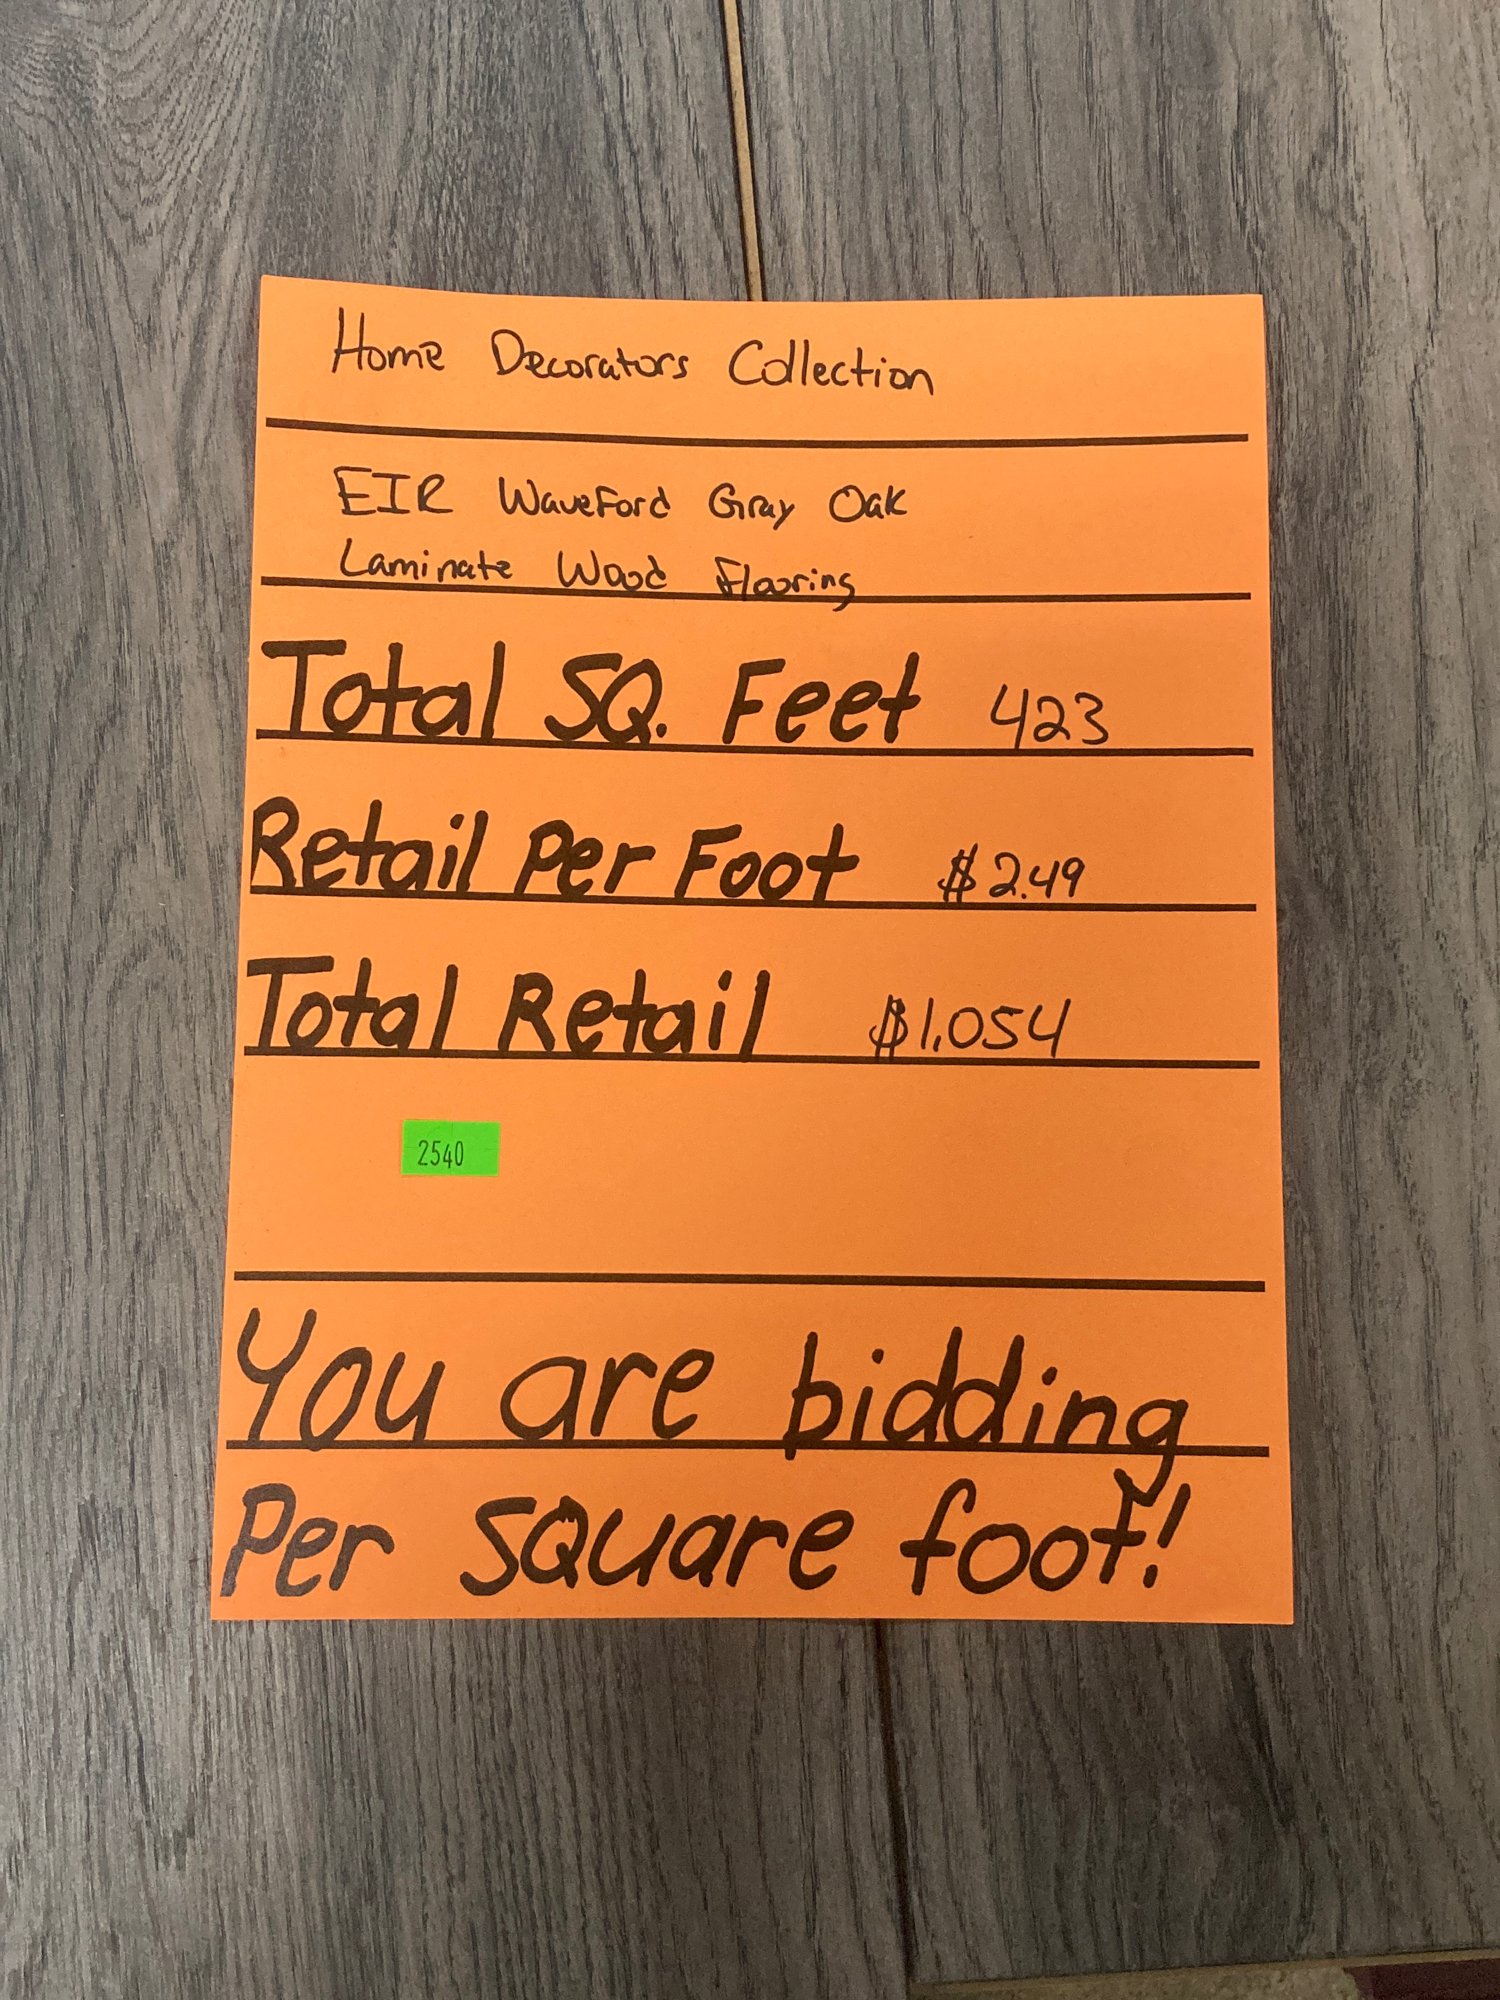 Home Decorators Collection
EIR Waveford Gray Oak
Laminate Wood Flooring
Total SQ. Feet 423
Retail Per Foot $2.49
Total Retail $1,054
2540
You are bidding
Per square foot!